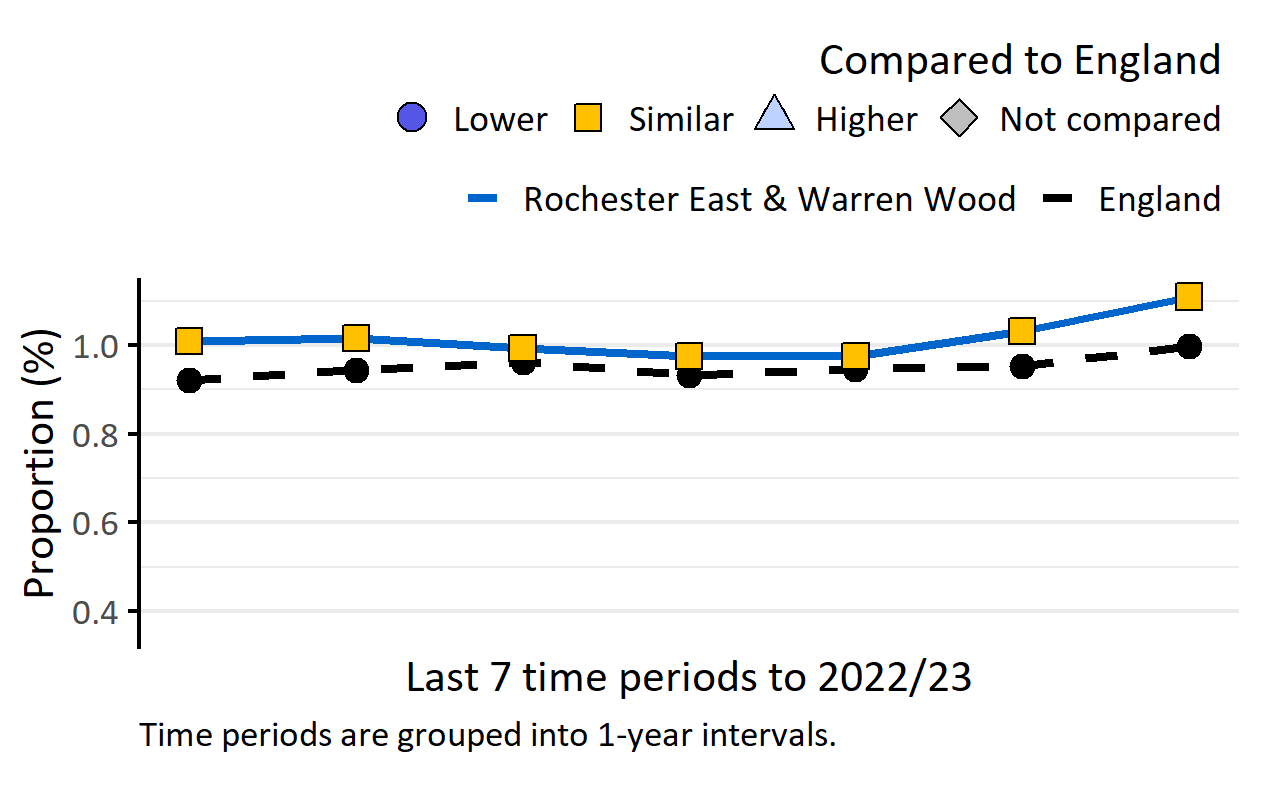 Compared to England
Lower Similar Higher Not compared
Rochester East & Warren Wood England
Proportion (%)
1.0
0.8
0.6
0.4
Last 7 time periods to 2022/23
Time periods are grouped into 1-year intervals.